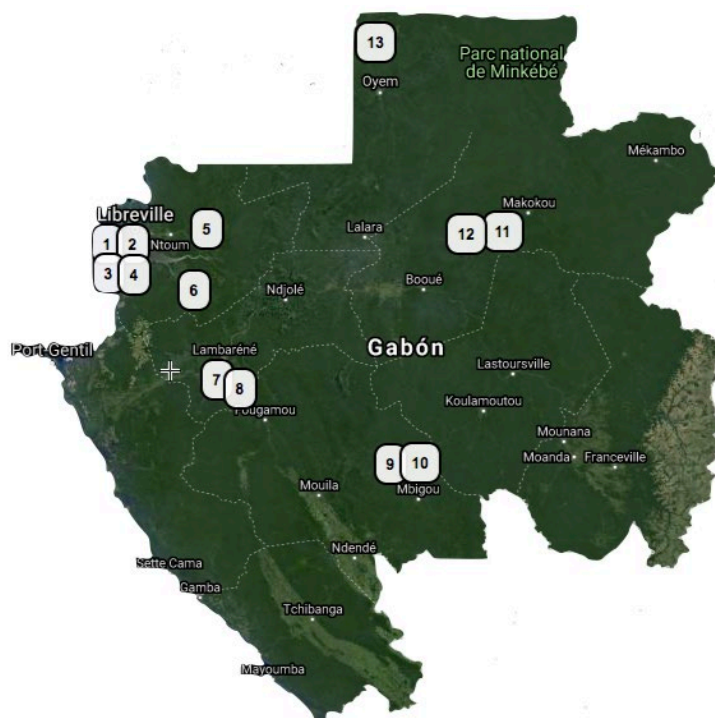 13
Parc national
de Minkébé
Oyem
Mékambo
Libreville
Makokou
5
Lalara
12
11
1
2
Ntoum
3
4
6
Ndjolé
Booué
Port-Gentil
Lambaréné
Gabón
7
8
Lastoursville
Fougamou
Koulamoutou
Mounana
9
10
Moanda
Franceville
Mouila
Mbigou
Ndendé
Sette Cama
Gamba
Tchibanga
Mayoumba